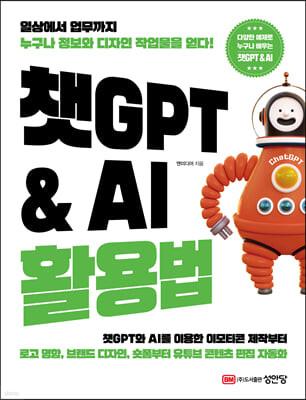 일상에서 업무까지
누구나 정보와 디자인 작업물을 얻다!
다양한 예제로
누구나 배우는
챗GPT & AI
챗GPT
앤미디어 지음
& AI
ChatGPT
활용법
챗GPT와 AI를 이용한 이모티콘 제작부터
로고 명함, 브랜드 디자인, 숏폼부터 유튜브 콘텐츠 편집 자동화
BM (주)도서출판 성안당